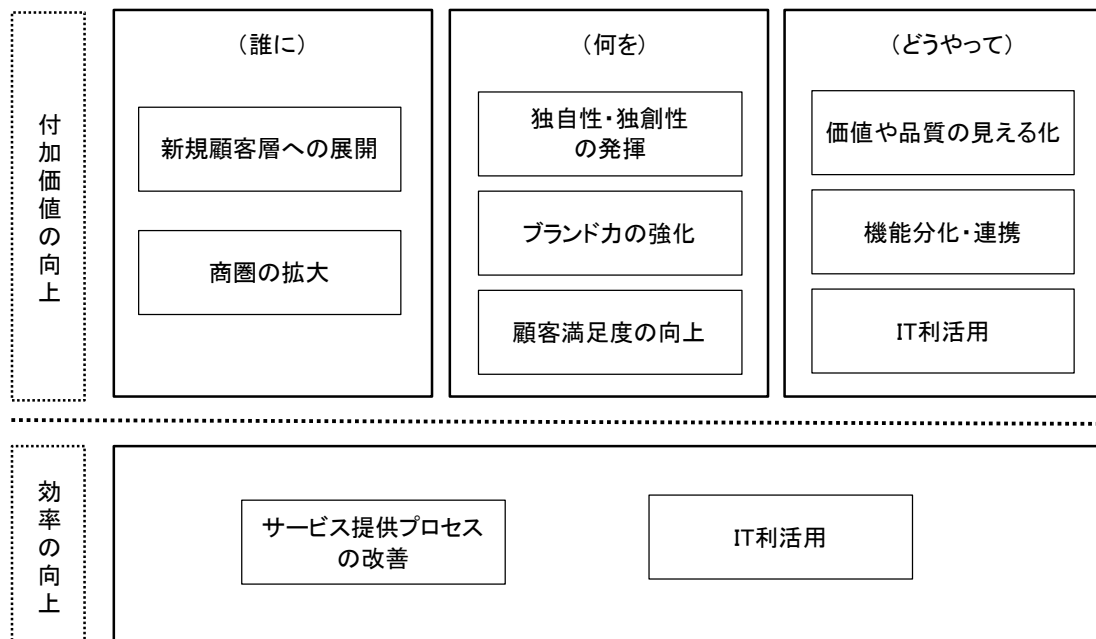 付加価値の向上
（誰に）
新規顧客層への展開
商圏の拡大
（何を）
独自性・独創性
の発揮
ブランド力の強化
顧客満足度の向上
（どうやって）
価値や品質の見える化
機能分化・連携
IT利活用
効率の向上
サービス提供プロセス
の改善
IT利活用